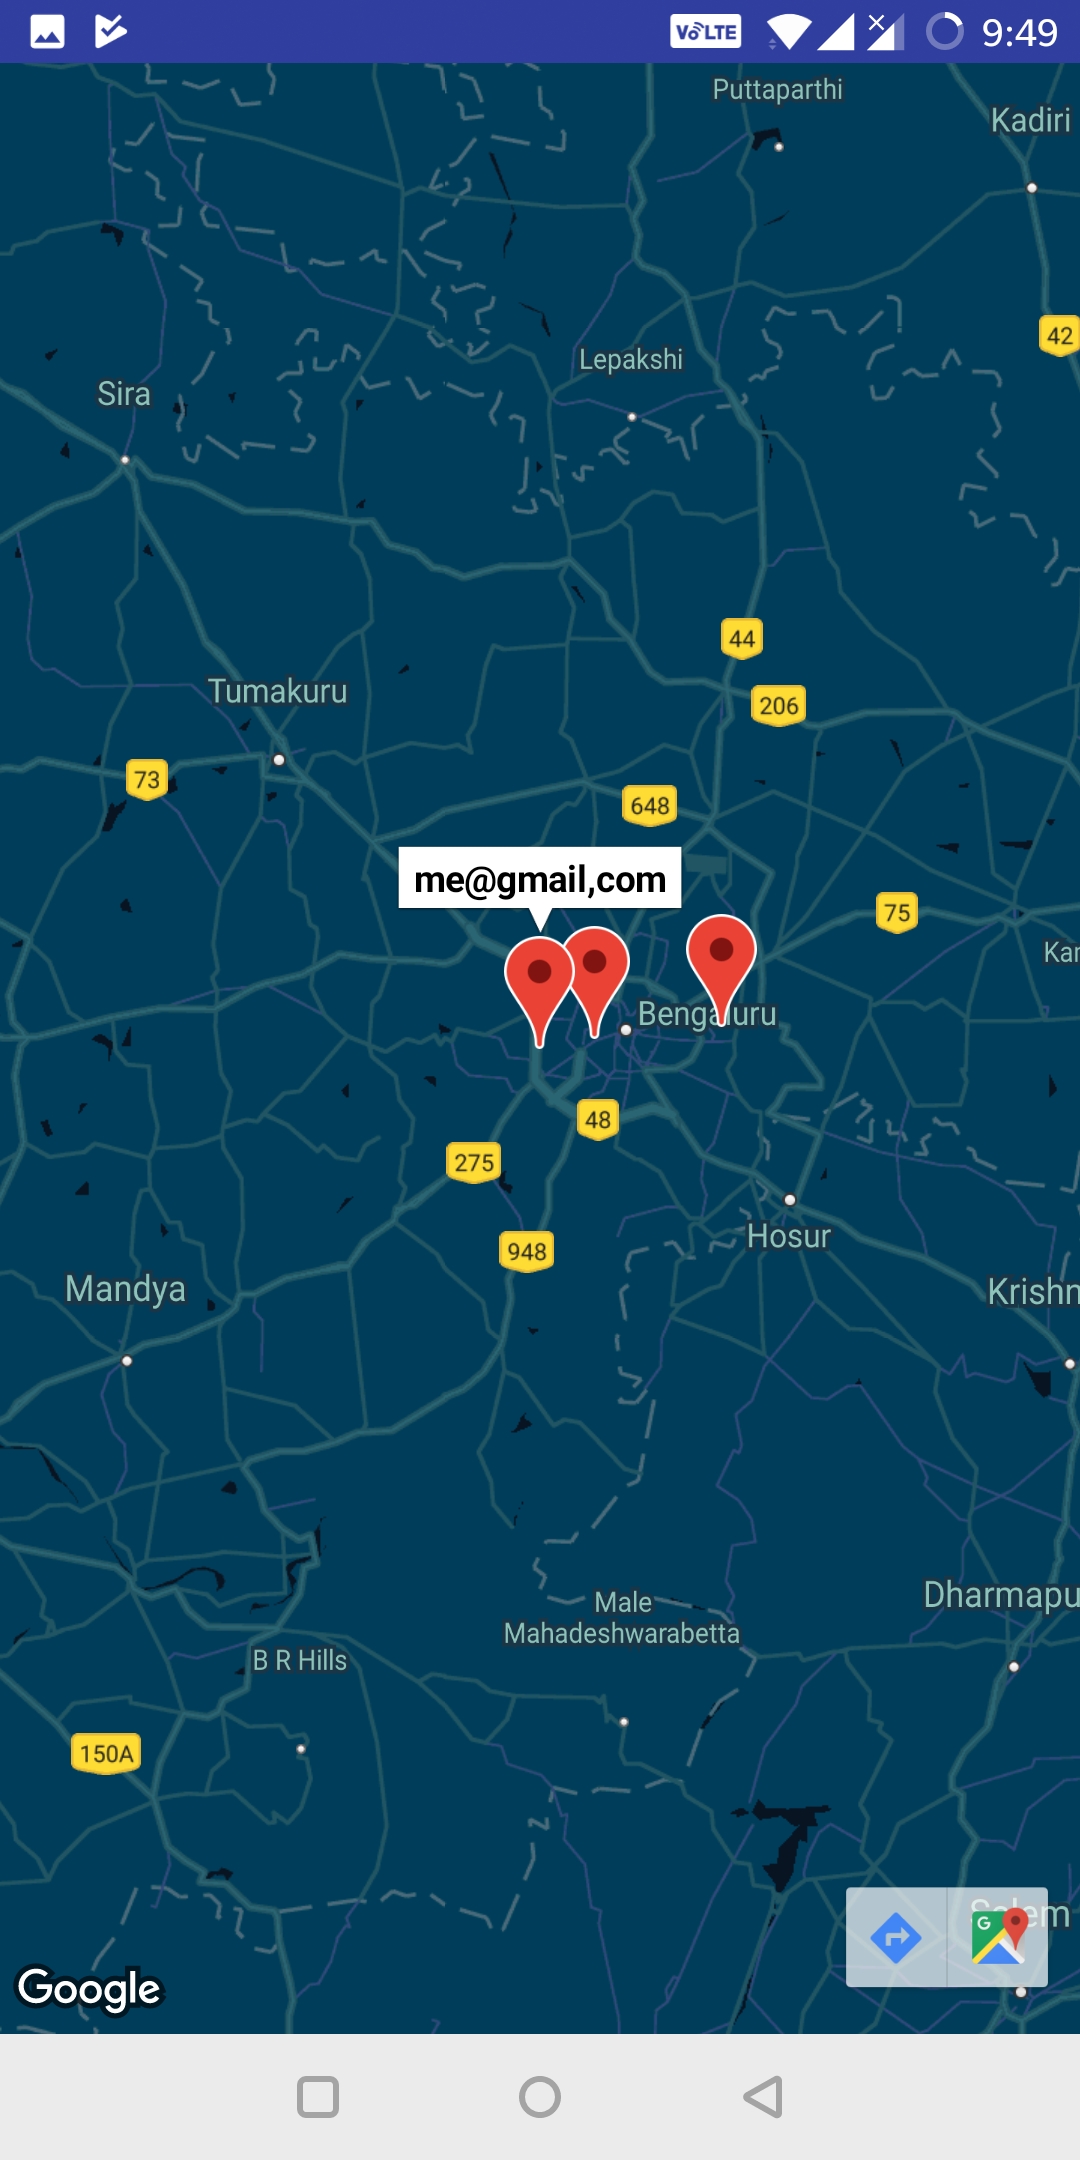 VoLTE 9:49
Puttaparthi
Kadiri
42
Lepakshi
Sira
44
Tumakuru
206
73
648
me@gmail,com
75
Kar
Bengaluru
48
275
Hosur
948
Mandya
Krishn
Dharmapu
Male
Mahadeshwarabetta
B R Hills
150A
Salem
G
Google